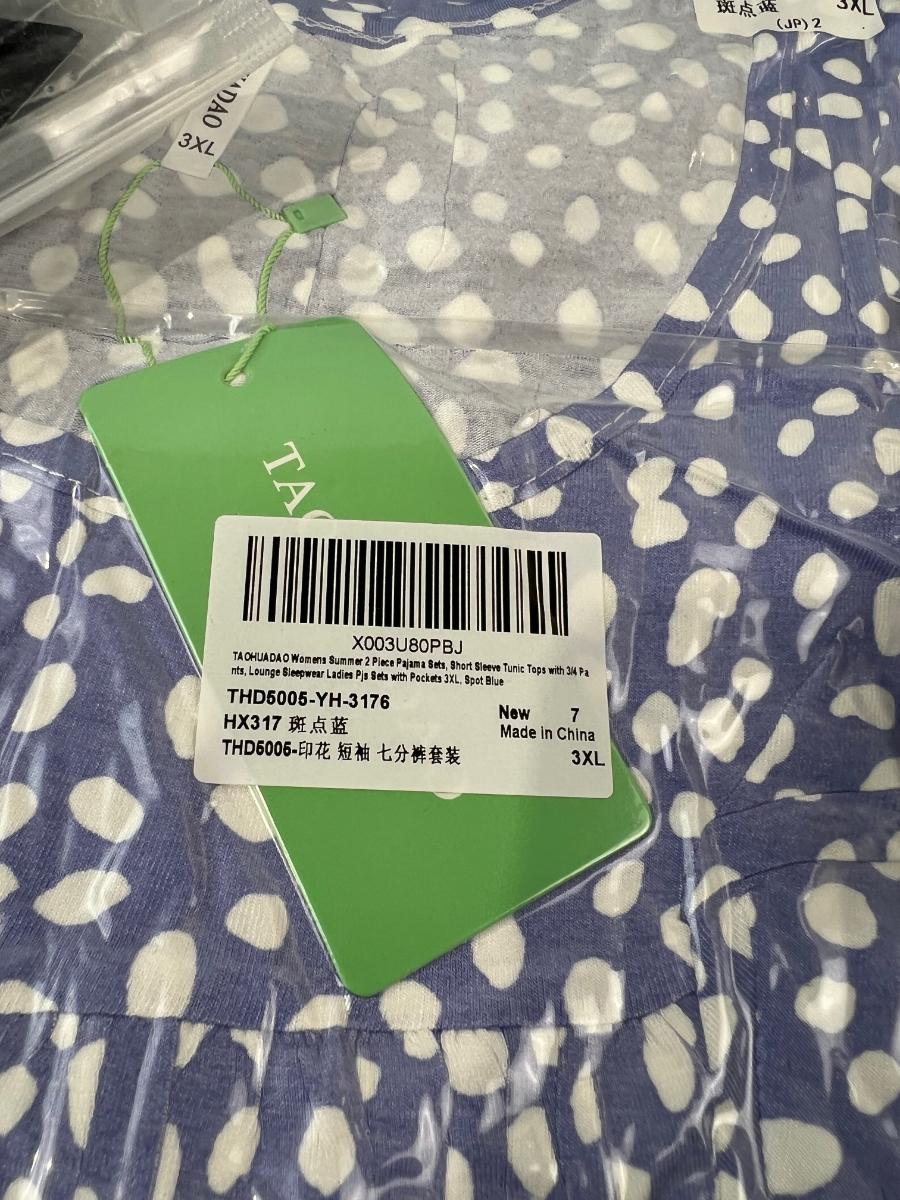 斑点蓝 3XL
(JP) 2
3XL
TA
X003U80PBJ
TAOHUADAO Womens Summer 2 Piece Pajama Sets, Short Sleeve Tunic Tops with 3/4 Pa
nts, Lounge Sleepwear Ladies Pjs Sets with Pockets 3XL, Spot Blue
THD5005-YH-3176
New 7
HX317 斑点蓝
Made in China
THD5005-印花 短袖 七分裤套装
3XL